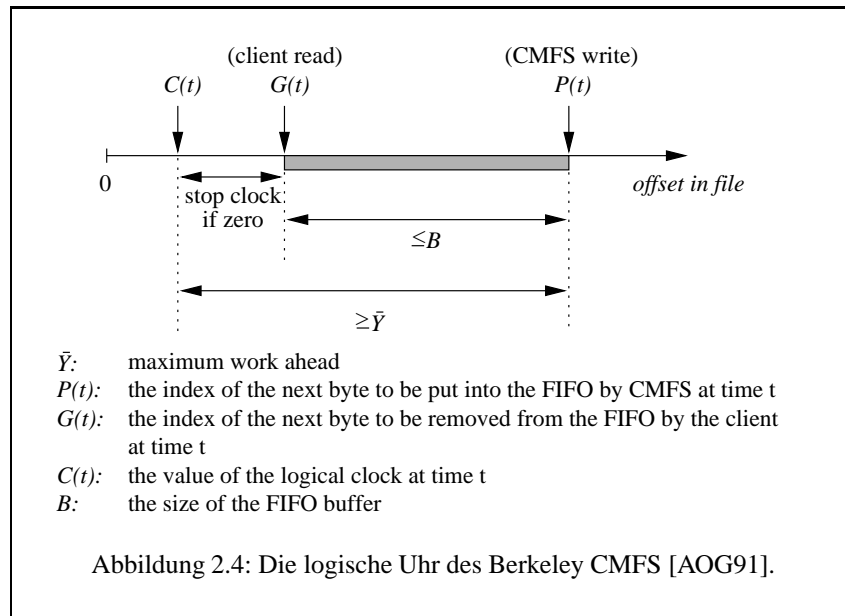 (client read) (CMFS write)
C(t) G(t) P(t)
0 offset in file
stop clock
if zero
≤B
≥Ȳ
Ȳ: maximum work ahead
P(t): the index of the next byte to be put into the FIFO by CMFS at time t
G(t): the index of the next byte to be removed from the FIFO by the client
at time t
C(t): the value of the logical clock at time t
B: the size of the FIFO buffer
Abbildung 2.4: Die logische Uhr des Berkeley CMFS [AOG91].